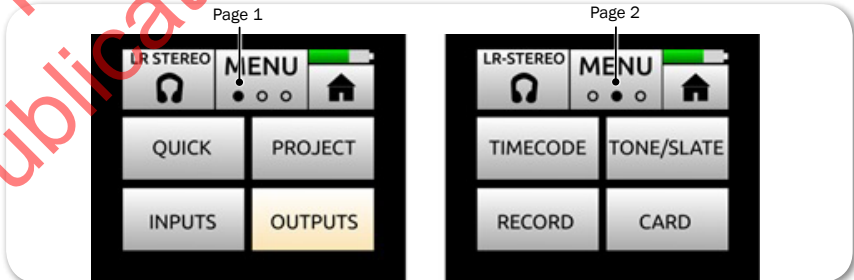 Page 1
LR STEREO
MENU
QUICK
PROJECT
INPUTS
OUTPUTS
Page 2
LR-STEREO
MENU
TIMECODE
TONE/SLATE
RECORD
CARD